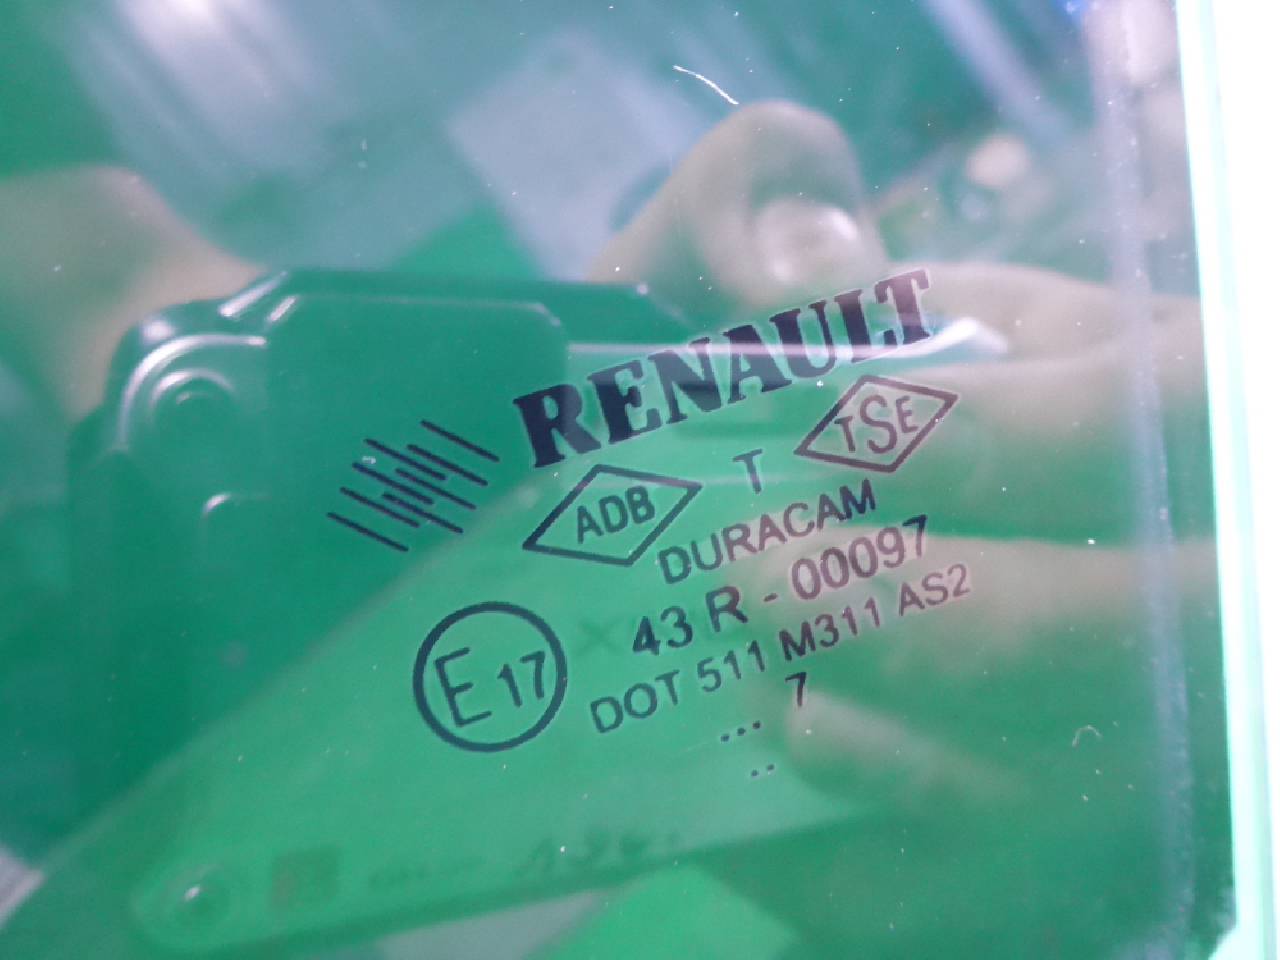 RENAULT
ADB T TSE
DURACAM
43 R - 00097
E 17
DOT 511 M311 AS2
... 7
..